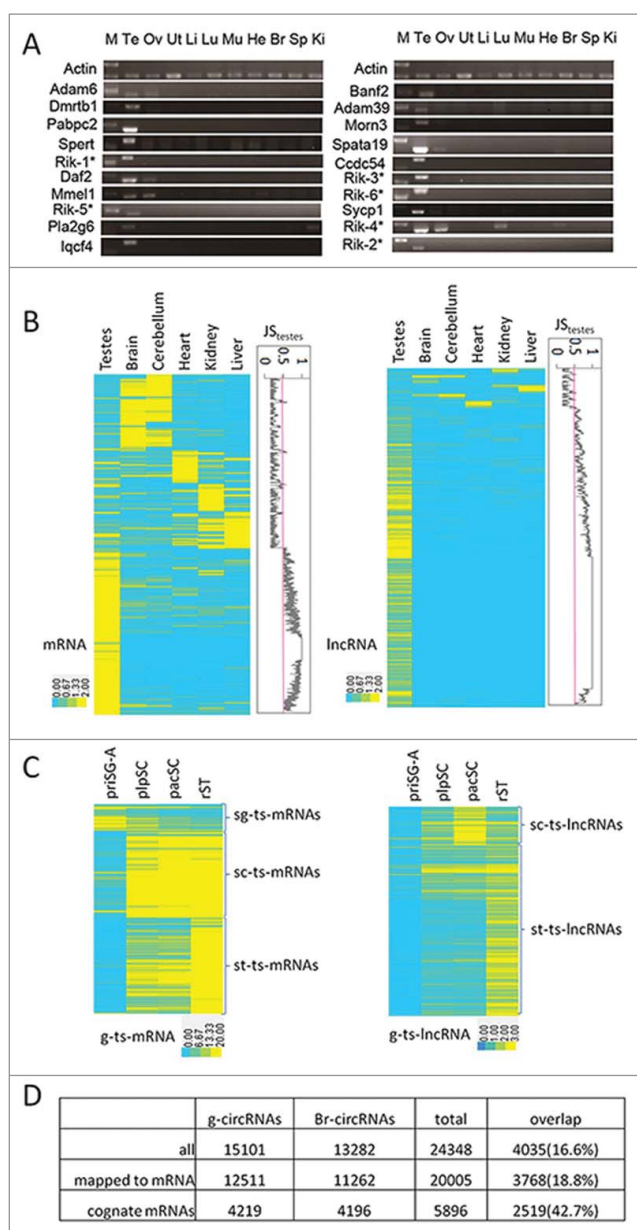 A
M Te Ov Ut Li Lu Mu He Br Sp Ki
Actin
Adam6
Dmrtb1
Pabpc2
Spert
Rik-1*
Daf2
Mmel1
Rik-5*
Pla2g6
Iqcf4
M Te Ov Ut Li Lu Mu He Br Sp Ki
Actin
Banf2
Adam39
Morn3
Spata19
Ccdc54
Rik-3*
Rik-6*
Sycp1
Rik-4*
Rik-2*
B
Testes
Brain
Cerebellum
Heart
Kidney
Liver
JStestes
0 0.5 1
mRNA
0.00
0.67
1.33
2.00
Testes
Brain
Cerebellum
Heart
Kidney
Liver
JStestes
0 0.5 1
lncRNA
0.00
0.67
1.33
2.00
C
priSG-A
plpSC
pacSC
rST
sg-ts-mRNAs
sc-ts-mRNAs
st-ts-mRNAs
g-ts-mRNA
0.00
6.67
13.33
20.00
priSG-A
plpSC
pacSC
rST
sc-ts-lncRNAs
st-ts-lncRNAs
g-ts-lncRNA
0.00
1.00
2.00
3.00
D
g-circRNAs Br-circRNAs total overlap
all 15101 13282 24348 4035(16.6%)
mapped to mRNA 12511 11262 20005 3768(18.8%)
cognate mRNAs 4219 4196 5896 2519(42.7%)